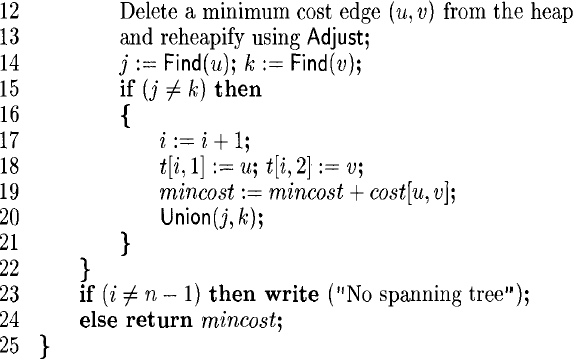 12 Delete a minimum cost edge (u, v) from the heap
13 and reheapify using Adjust;
14 j := Find(u); k := Find(v);
15 if (j ≠ k) then
16 {
17 i := i + 1;
18 t[i, 1] := u; t[i, 2] := v;
19 mincost := mincost + cost[u, v];
20 Union(j, k);
21 }
22 }
23 if (i ≠ n − 1) then write ("No spanning tree");
24 else return mincost;
25 }